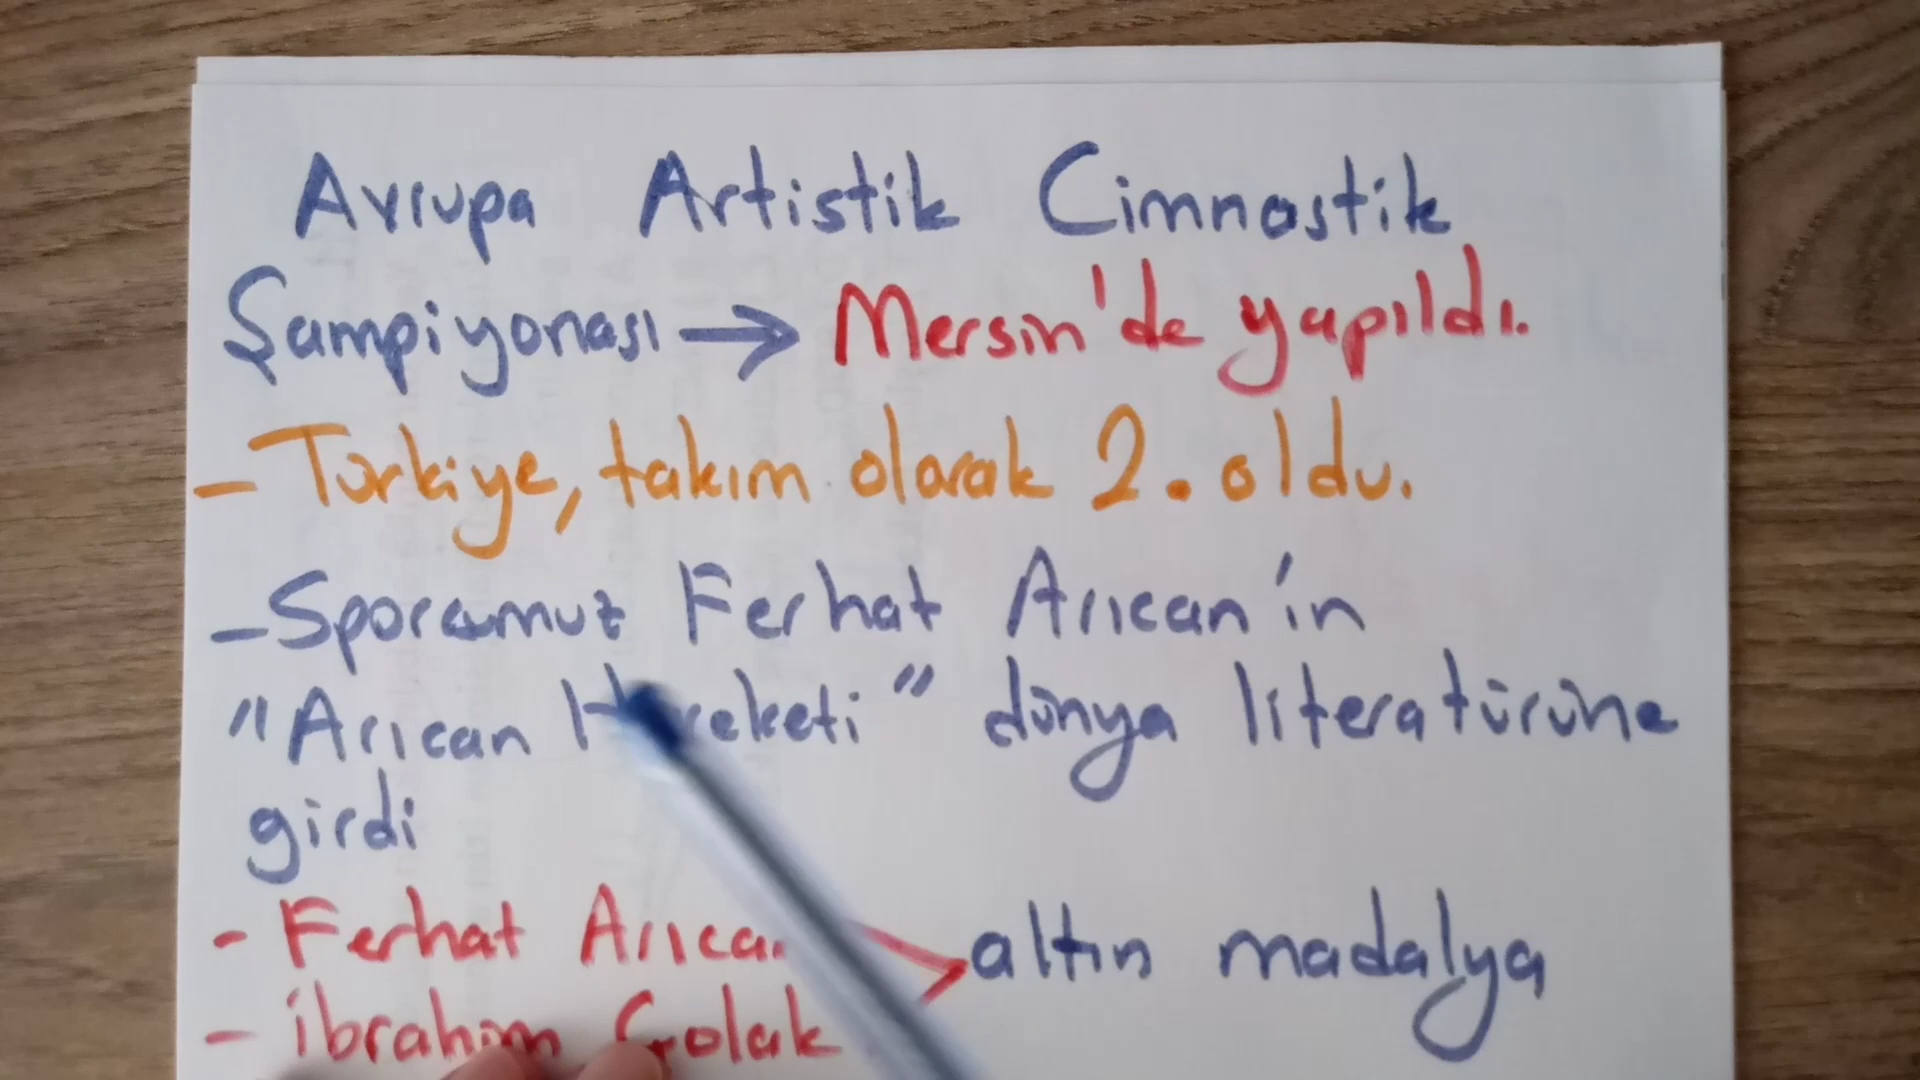 Avrupa Artistik Cimnastik
Şampiyonası → Mersin'de yapıldı.
- Türkiye, takım olarak 2. oldu.
- Sporcumuz Ferhat Arıcan'ın
"Arıcan Hareketi" dünya literatürüne
girdi
- Ferhat Arıcan altın madalya
- İbrahim Çolak